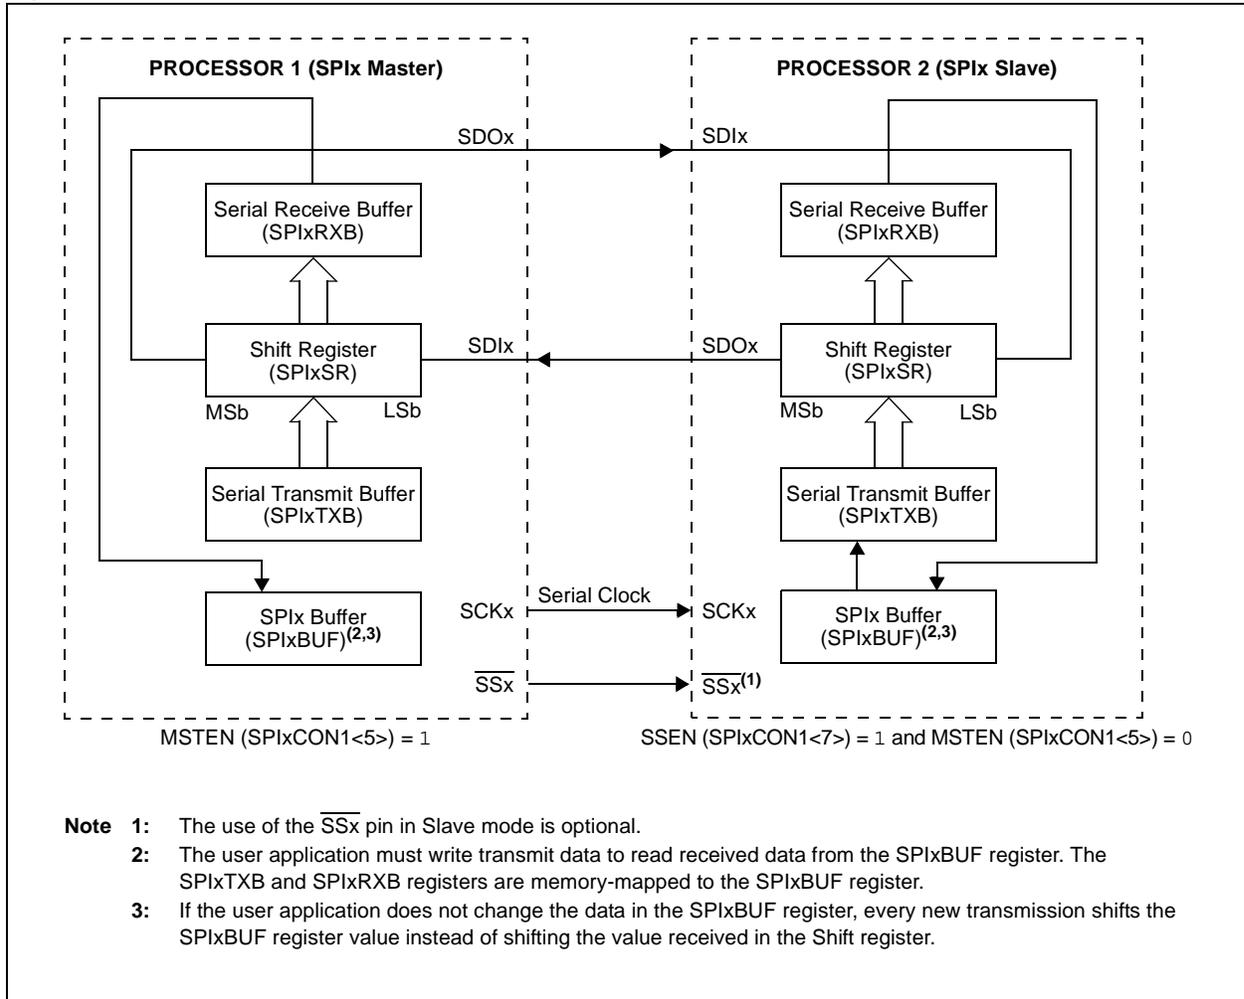 PROCESSOR 1 (SPIx Master)
SDOx
Serial Receive Buffer
(SPIxRXB)
Shift Register
(SPIxSR)
SDIx
MSb
LSb
Serial Transmit Buffer
(SPIxTXB)
SPIx Buffer
(SPIxBUF)(2,3)
SCKx
SSx
MSTEN (SPIxCON1<5>) = 1
Serial Clock
PROCESSOR 2 (SPIx Slave)
SDIx
Serial Receive Buffer
(SPIxRXB)
SDOx
Shift Register
(SPIxSR)
MSb
LSb
Serial Transmit Buffer
(SPIxTXB)
SCKx
SPIx Buffer
(SPIxBUF)(2,3)
SSx(1)
SSEN (SPIxCON1<7>) = 1 and MSTEN (SPIxCON1<5>) = 0
Note 1: The use of the SSx pin in Slave mode is optional.
2: The user application must write transmit data to read received data from the SPIxBUF register. The
SPIxTXB and SPIxRXB registers are memory-mapped to the SPIxBUF register.
3: If the user application does not change the data in the SPIxBUF register, every new transmission shifts the
SPIxBUF register value instead of shifting the value received in the Shift register.